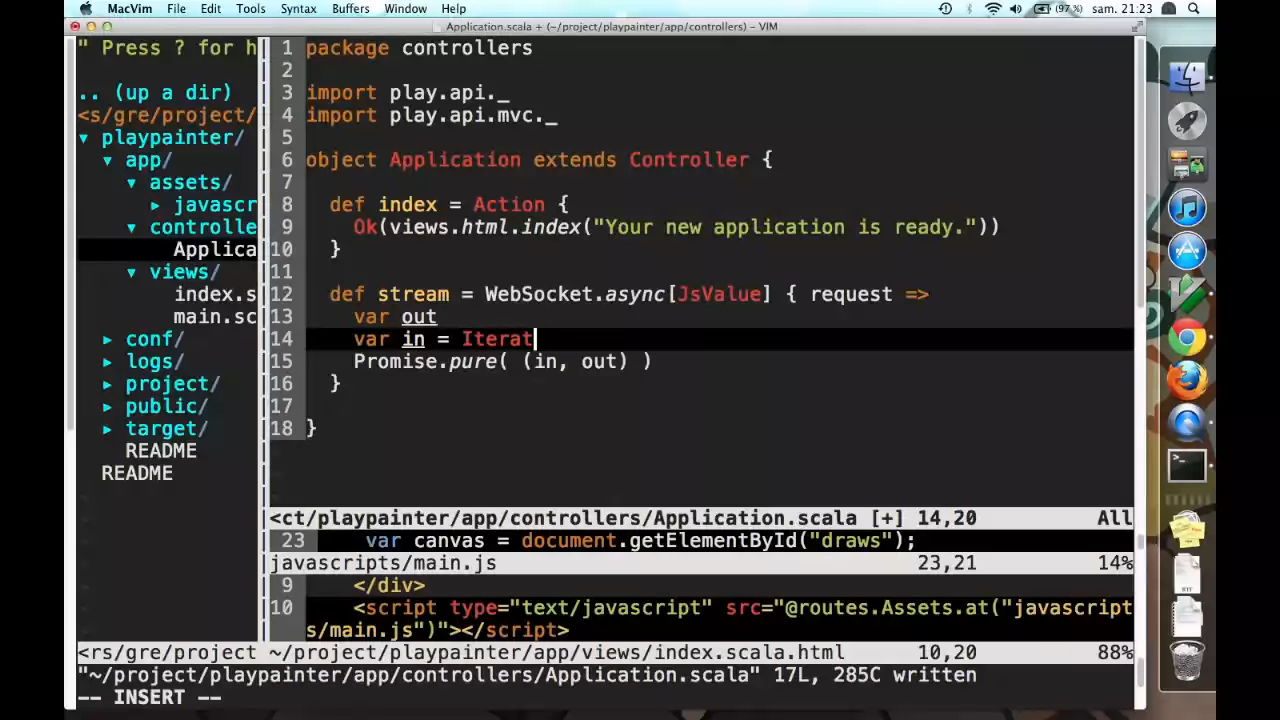 MacVim File Edit Tools Syntax Buffers Window Help (97 %) sam. 21:23
Application.scala + (~/project/playpainter/app/controllers) – VIM
" Press ? for h
.. (up a dir)
<s/gre/project/
▼ playpainter/
▼ app/
▼ assets/
▸ javascr
▼ controlle
Applica
▼ views/
index.s
main.sc
▸ conf/
▸ logs/
▸ project/
▸ public/
▸ target/
README
README
1 package controllers
2
3 import play.api._
4 import play.api.mvc._
5
6 object Application extends Controller {
7
8 def index = Action {
9 Ok(views.html.index("Your new application is ready."))
10 }
11
12 def stream = WebSocket.async[JsValue] { request =>
13 var out
14 var in = Iterat
15 Promise.pure( (in, out) )
16 }
17
18 }
<ct/playpainter/app/controllers/Application.scala [+] 14,20 All
23 var canvas = document.getElementById("draws");
javascripts/main.js 23,21 14%
9 </div>
10 <script type="text/javascript" src="@routes.Assets.at("javascript
s/main.js")"></script>
<rs/gre/project ~/project/playpainter/app/views/index.scala.html 10,20 88%
"~/project/playpainter/app/controllers/Application.scala" 17L, 285C written
-- INSERT --